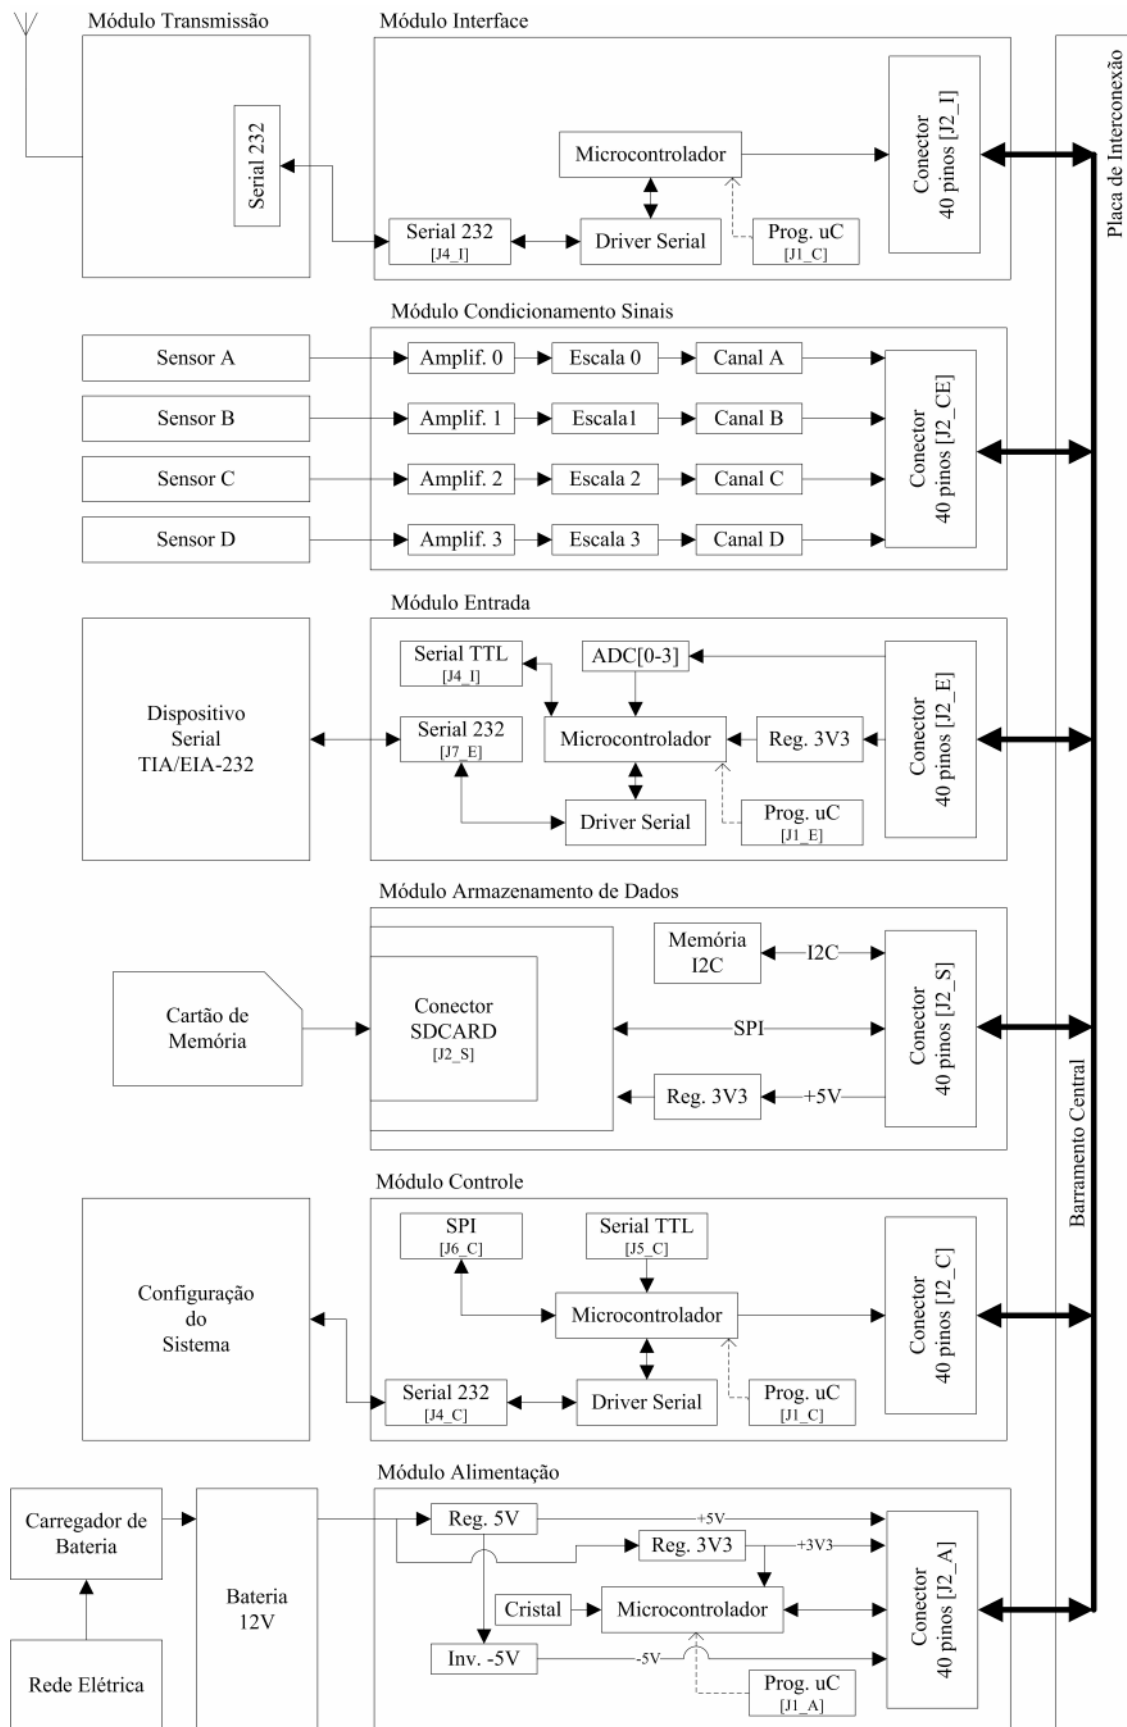 Módulo Transmissão
Serial 232
Módulo Interface
Microcontrolador
Serial 232
[J4_I]
Driver Serial
Prog. uC
[J1_C]
Conector
40 pinos [J2_I]
Placa de Interconexão
Módulo Condicionamento Sinais
Sensor A
Amplif. 0
Escala 0
Canal A
Sensor B
Amplif. 1
Escala1
Canal B
Sensor C
Amplif. 2
Escala 2
Canal C
Sensor D
Amplif. 3
Escala 3
Canal D
Conector
40 pinos [J2_CE]
Módulo Entrada
Dispositivo
Serial
TIA/EIA-232
Serial TTL
[J4_I]
ADC[0-3]
Serial 232
[J7_E]
Microcontrolador
Reg. 3V3
Driver Serial
Prog. uC
[J1_E]
Conector
40 pinos [J2_E]
Módulo Armazenamento de Dados
Cartão de
Memória
Conector
SDCARD
[J2_S]
Memória
I2C
I2C
SPI
Reg. 3V3
+5V
Conector
40 pinos [J2_S]
Barramento Central
Módulo Controle
Configuração
do
Sistema
SPI
[J6_C]
Serial TTL
[J5_C]
Microcontrolador
Serial 232
[J4_C]
Driver Serial
Prog. uC
[J1_C]
Conector
40 pinos [J2_C]
Módulo Alimentação
Carregador de
Bateria
Rede Elétrica
Bateria
12V
Reg. 5V
+5V
Reg. 3V3
+3V3
Cristal
Microcontrolador
Inv. -5V
-5V
Prog. uC
[J1_A]
Conector
40 pinos [J2_A]